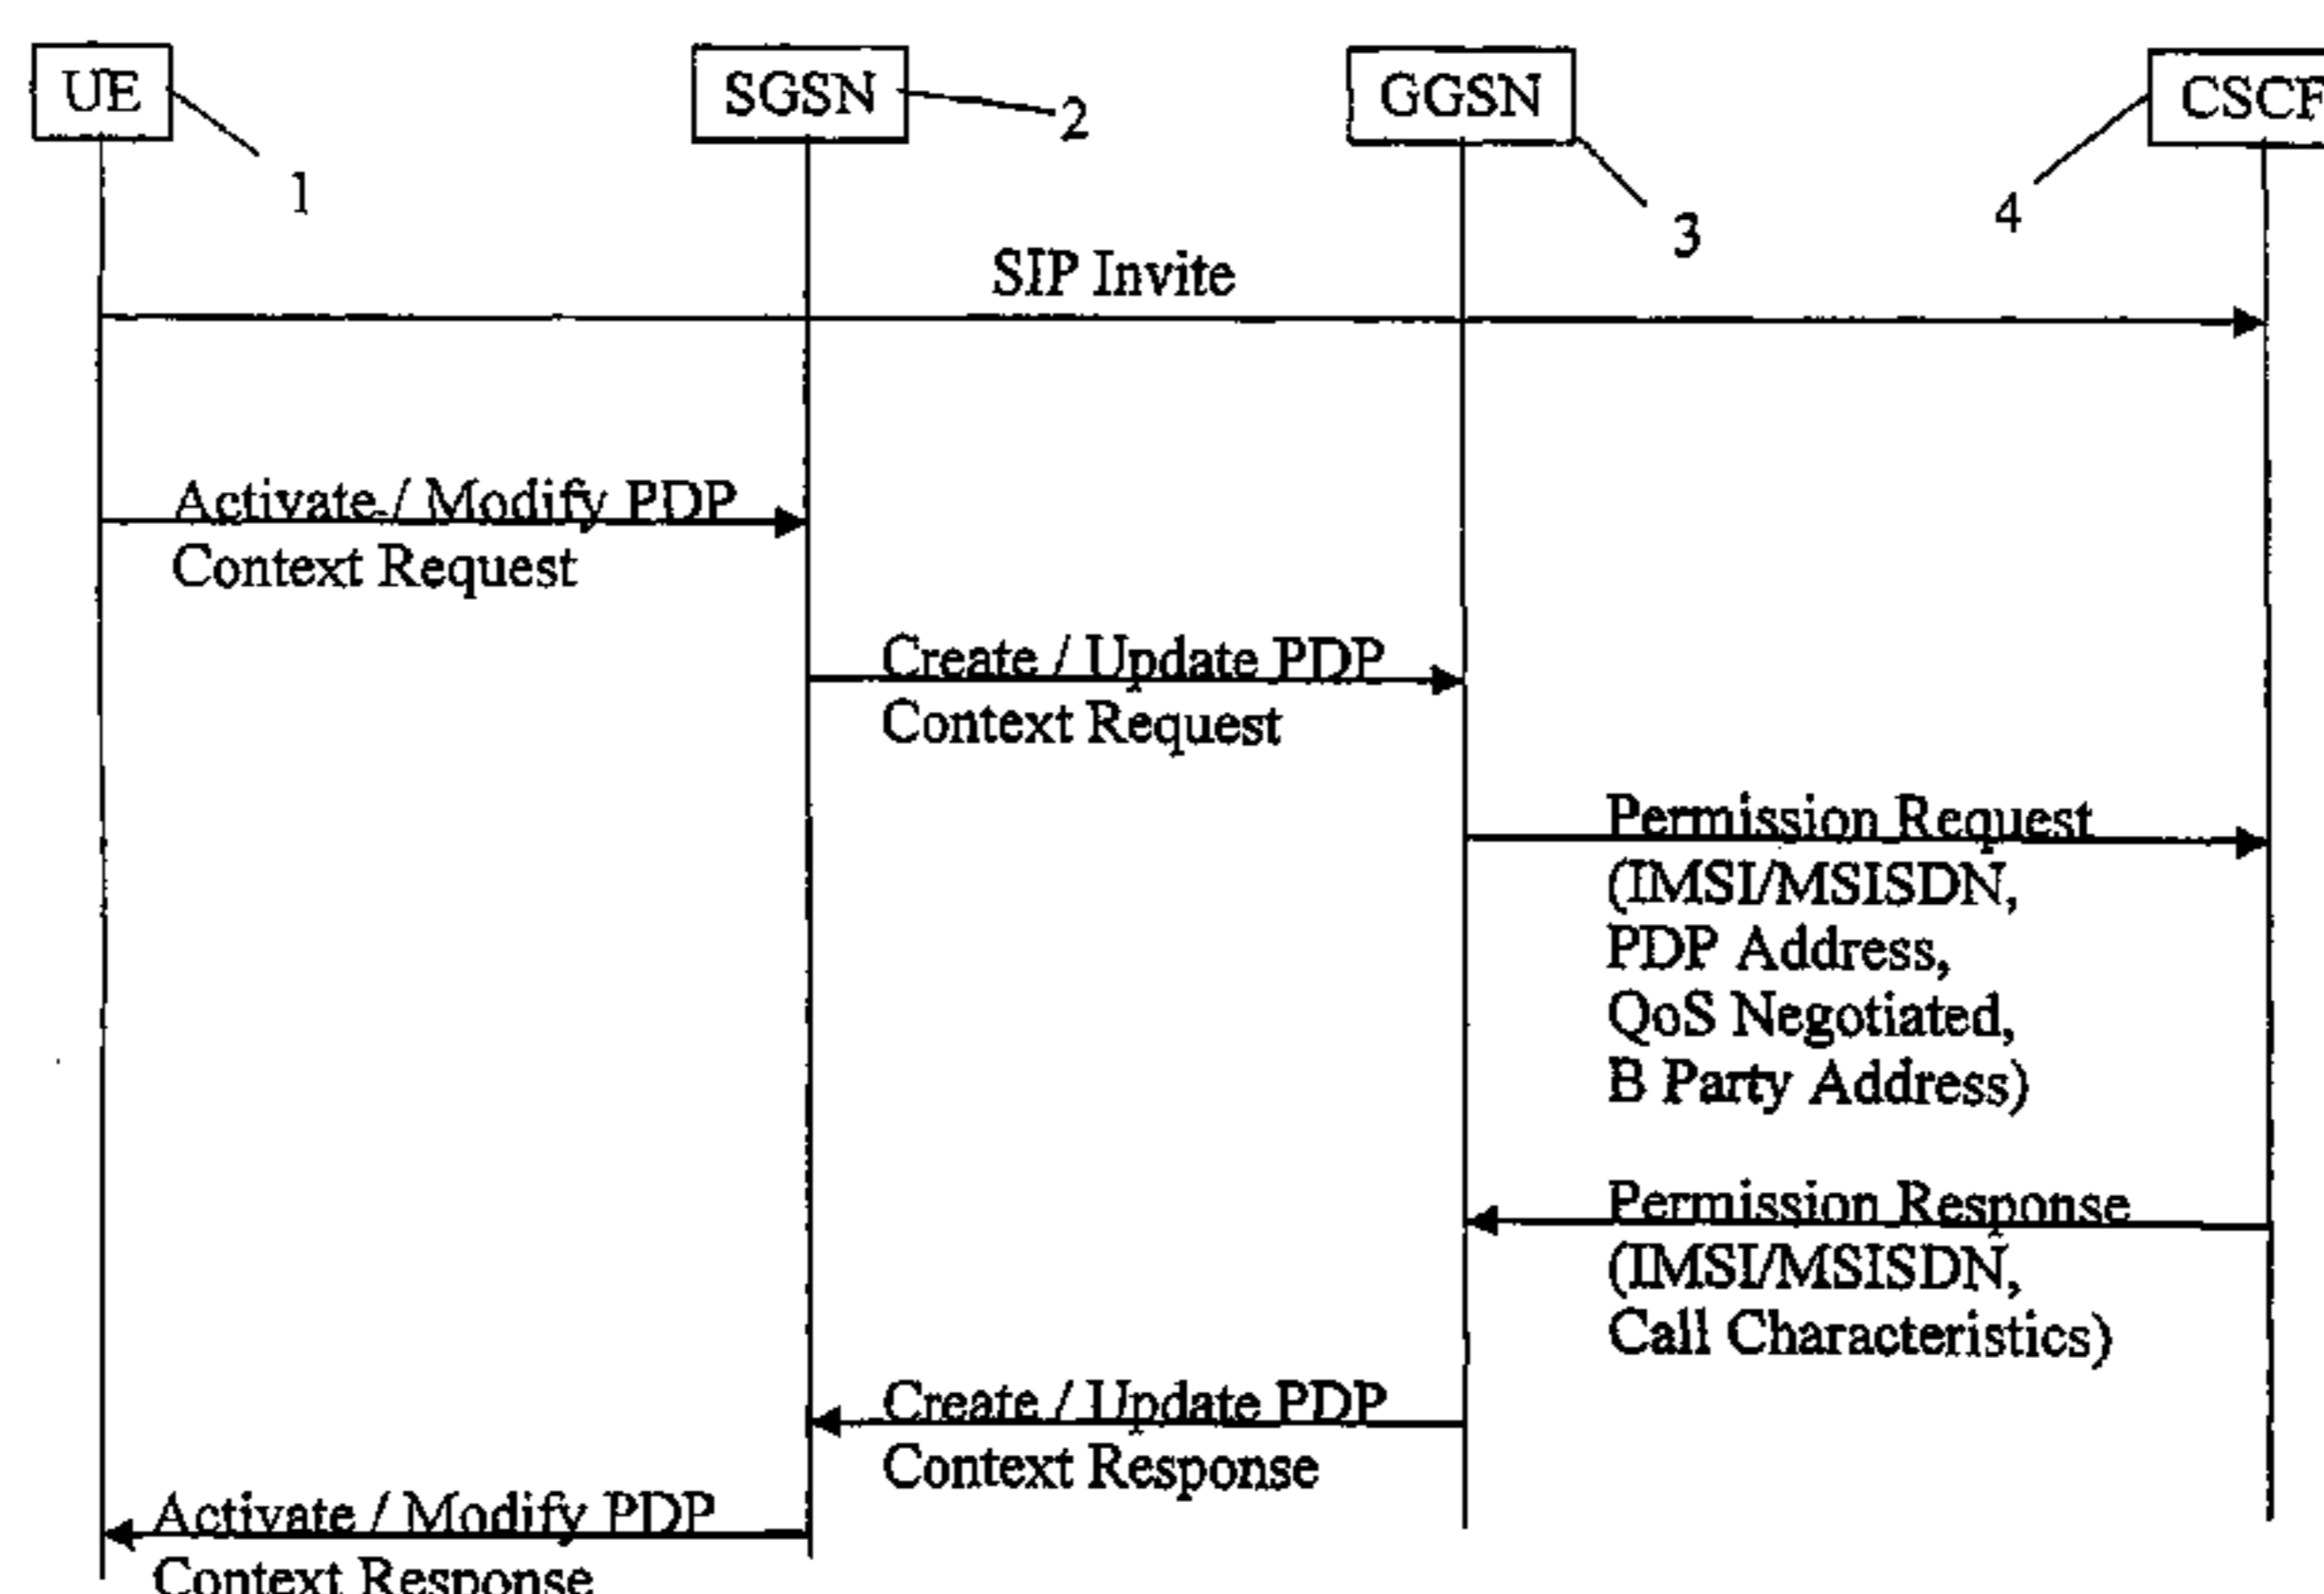 UE
SGSN
GGSN
CSCF
1
2
3
4
SIP Invite
Activate / Modify PDP
Context Request
Create / Update PDP
Context Request
Permission Request
(IMSI/MSISDN,
PDP Address,
QoS Negotiated,
B Party Address)
Permission Response
(IMSI/MSISDN,
Call Characteristics)
Create / Update PDP
Context Response
Activate / Modify PDP
Context Response